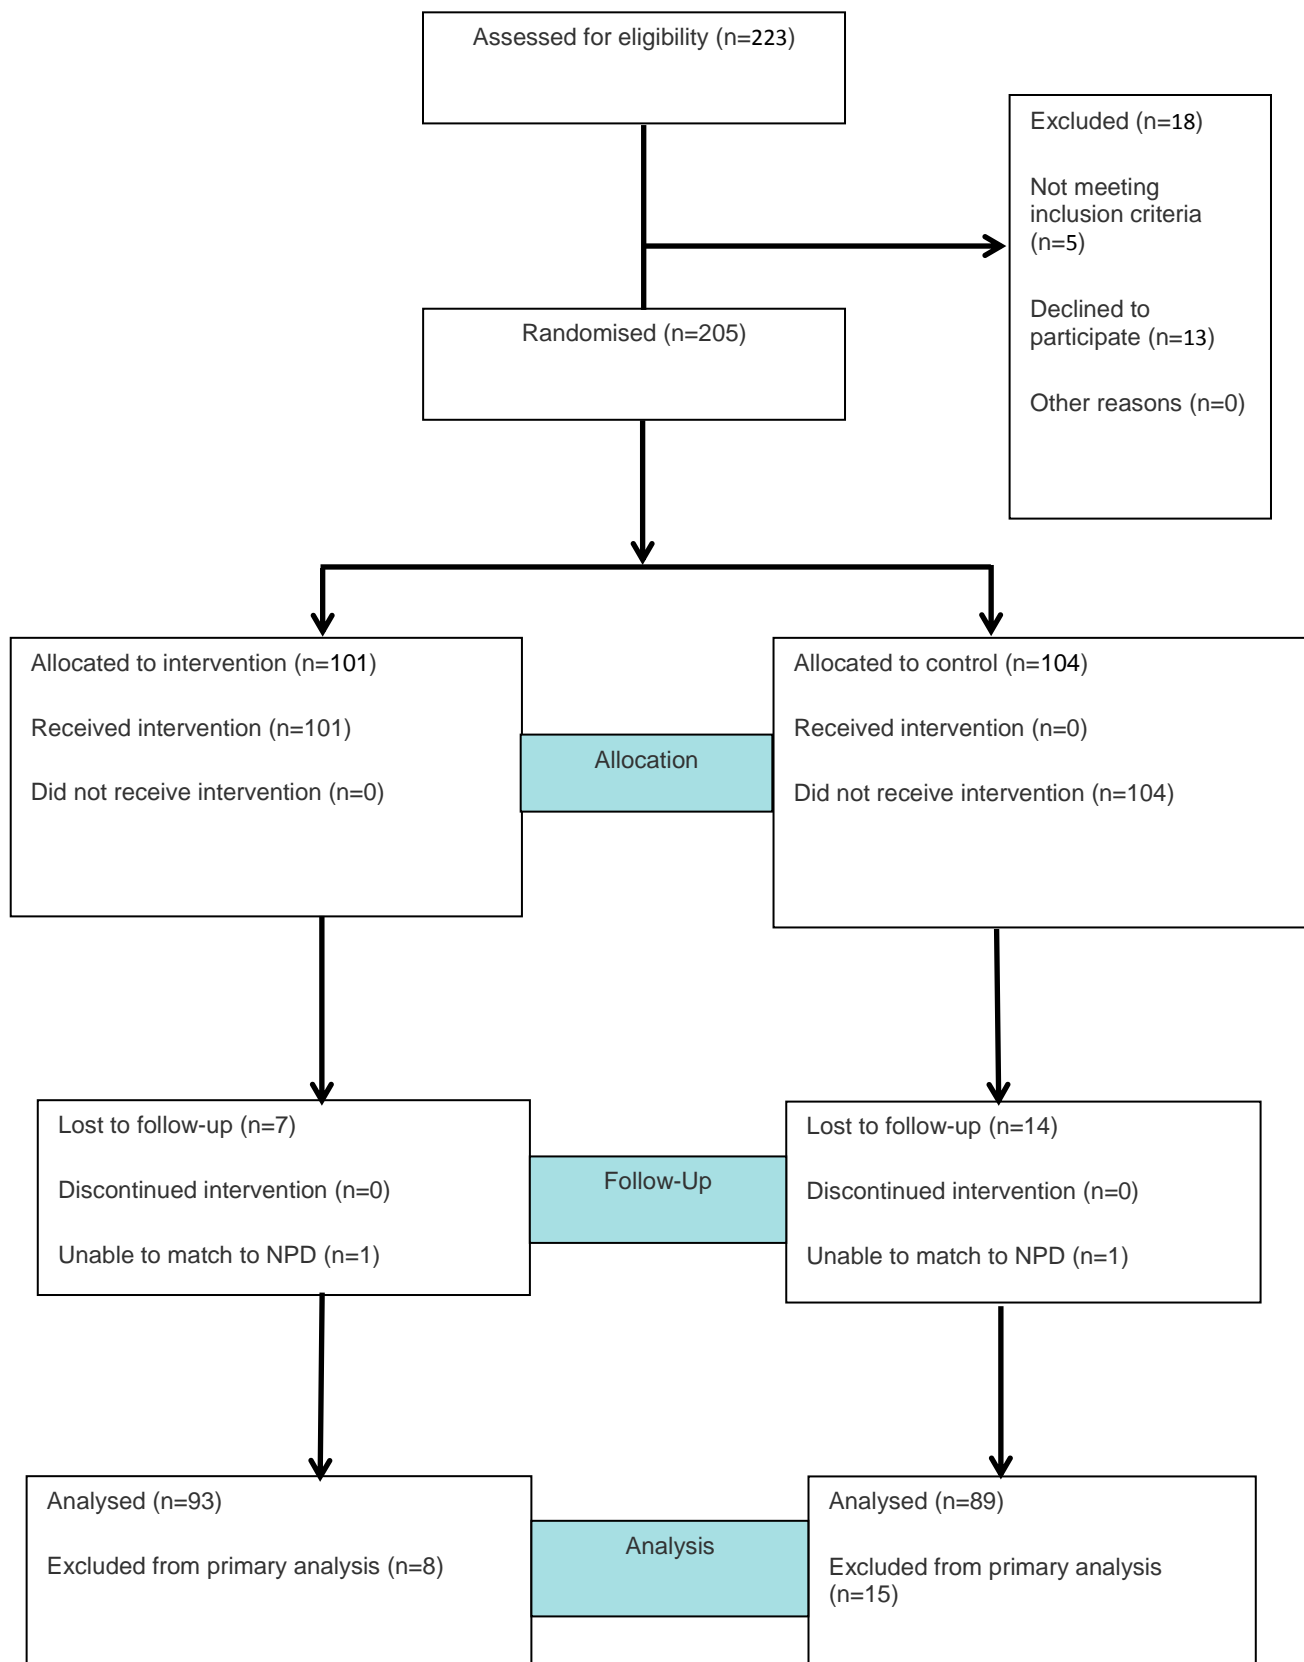 Assessed for eligibility (n=223)
Excluded (n=18)
Not meeting
inclusion criteria
(n=5)
Declined to
participate (n=13)
Other reasons (n=0)
Randomised (n=205)
Allocated to intervention (n=101)
Received intervention (n=101)
Did not receive intervention (n=0)
Allocation
Allocated to control (n=104)
Received intervention (n=0)
Did not receive intervention (n=104)
Lost to follow-up (n=7)
Discontinued intervention (n=0)
Unable to match to NPD (n=1)
Follow-Up
Lost to follow-up (n=14)
Discontinued intervention (n=0)
Unable to match to NPD (n=1)
Analysed (n=93)
Excluded from primary analysis (n=8)
Analysis
Analysed (n=89)
Excluded from primary analysis
(n=15)